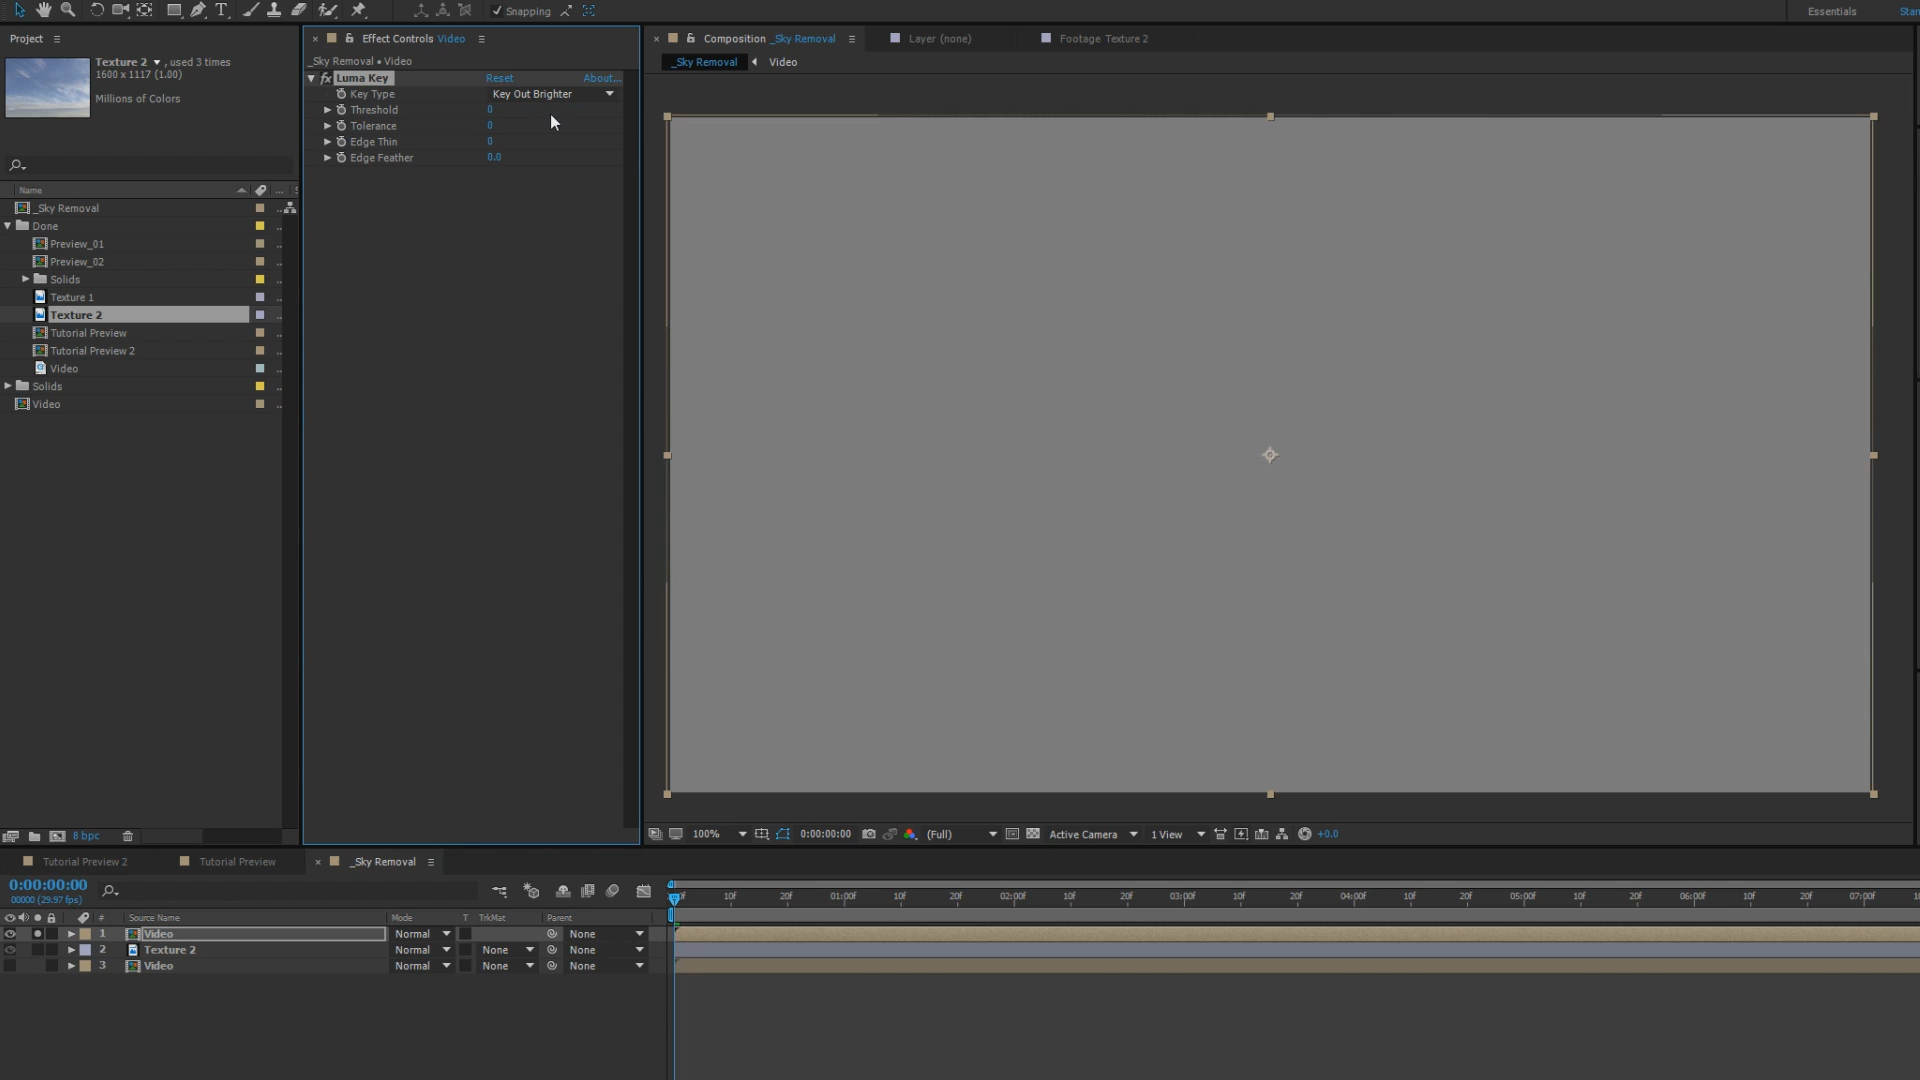 Snapping
Essentials
Stan
Project
Effect Controls Video
Composition _Sky Removal
Layer (none)
Footage Texture 2
Texture 2 , used 3 times
1600 x 1117 (1.00)
Millions of Colors
_Sky Removal • Video
_Sky Removal
Video
fx Luma Key
Reset
About...
Key Type
Key Out Brighter
Threshold
0
Tolerance
0
Edge Thin
0
Edge Feather
0.0
Name
_Sky Removal
Done
Preview_01
Preview_02
Solids
Texture 1
Texture 2
Tutorial Preview
Tutorial Preview 2
Video
Solids
Video
8 bpc
100%
0:00:00:00
(Full)
Active Camera
1 View
+0.0
Tutorial Preview 2
Tutorial Preview
_Sky Removal
0:00:00:00
00000 (29.97 fps)
10f 20f 01:00f 10f 20f 02:00f 10f 20f 03:00f 10f 20f 04:00f 10f 20f 05:00f 10f 20f 06:00f 10f 20f 07:00f
# Source Name Mode T TrkMat Parent
1 Video Normal None
2 Texture 2 Normal None None
3 Video Normal None None